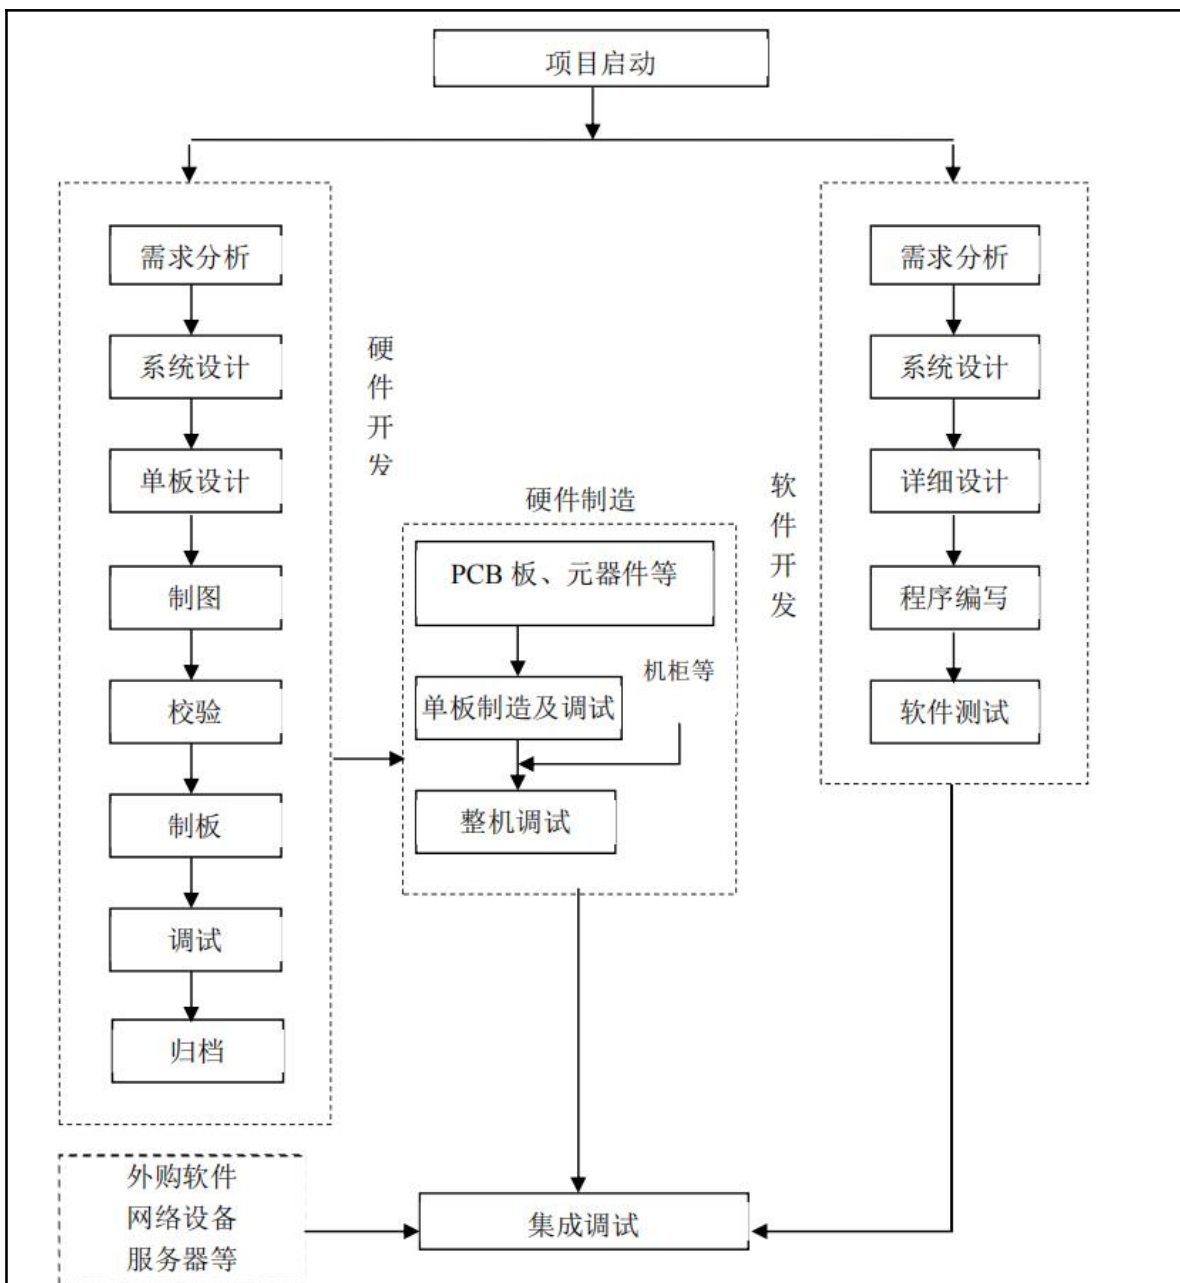 项目启动
需求分析
系统设计
单板设计
制图
校验
制板
调试
归档
硬件开发
硬件制造
PCB 板、元器件等
机柜等
单板制造及调试
整机调试
软件开发
需求分析
系统设计
详细设计
程序编写
软件测试
外购软件
网络设备
服务器等
集成调试